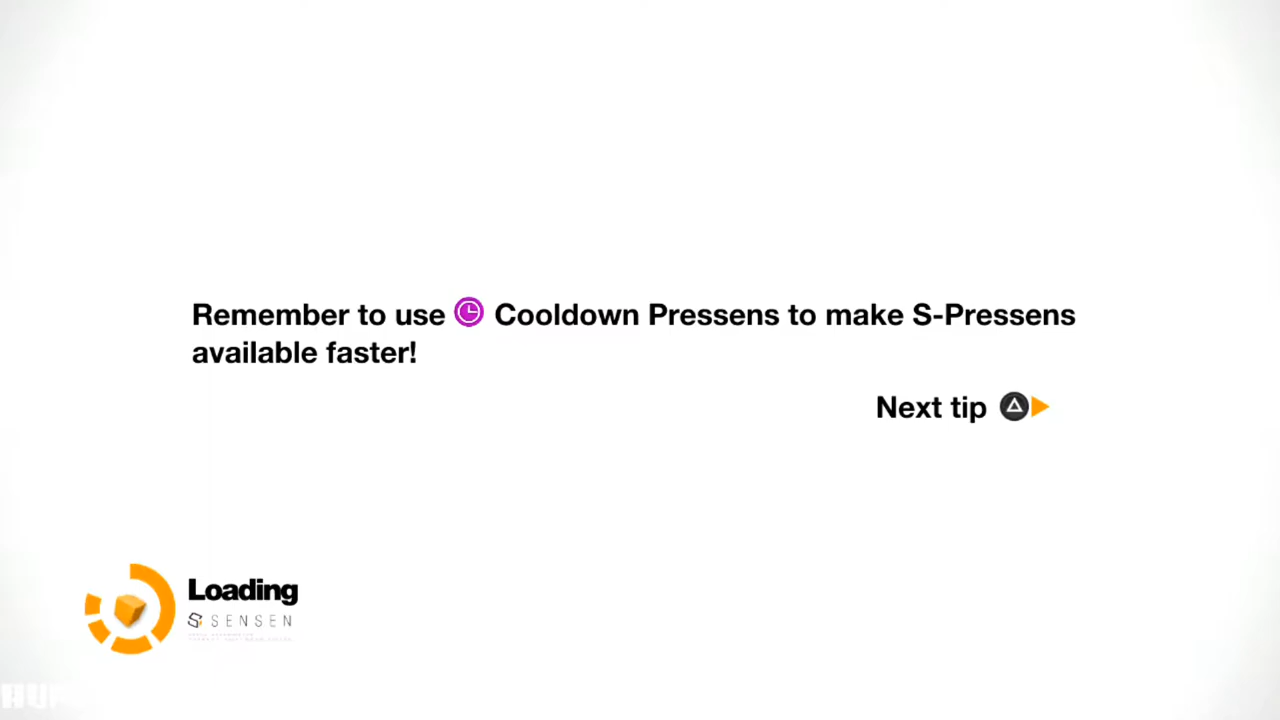 Remember to use Cooldown Pressens to make S-Pressens
available faster!
Next tip
Loading
SENSEN